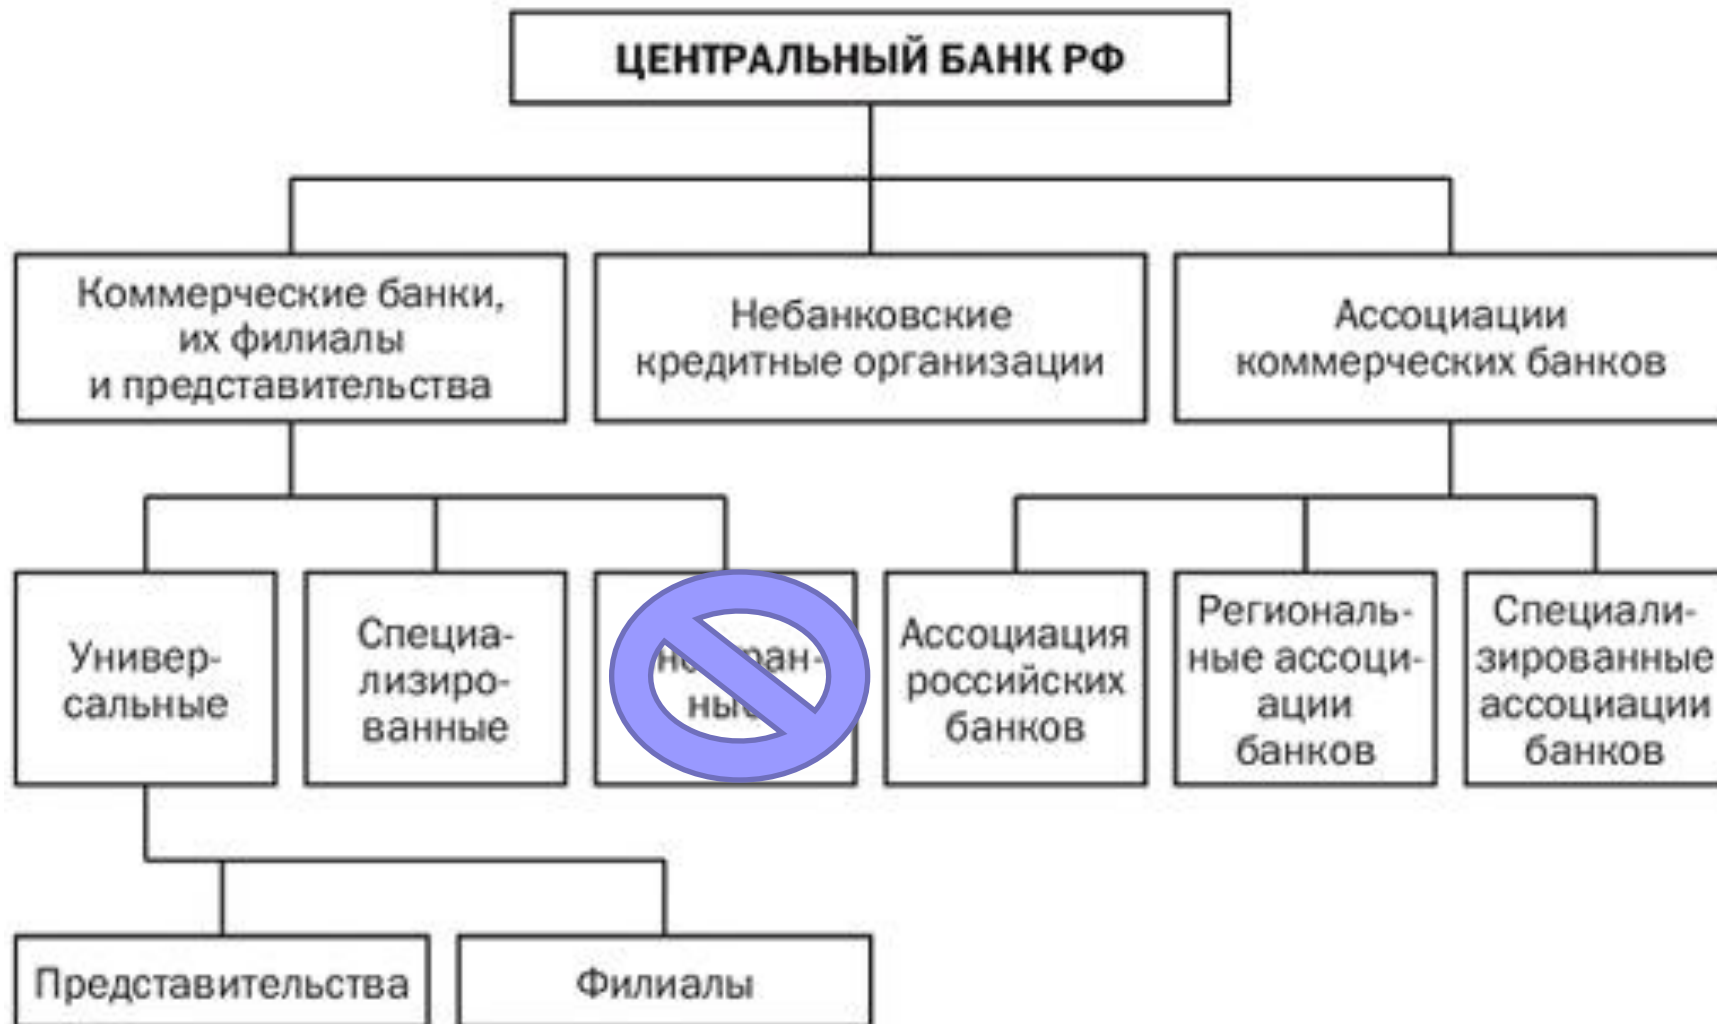 ЦЕНТРАЛЬНЫЙ БАНК РФ
Коммерческие банки,
их филиалы
и представительства
Небанковские
кредитные организации
Ассоциации
коммерческих банков
Универ-
сальные
Специа-
лизиро-
ванные
Ассоциация
российских
банков
Региональ-
ные ассоци-
ации
банков
Специали-
зированные
ассоциации
банков
Представительства
Филиалы